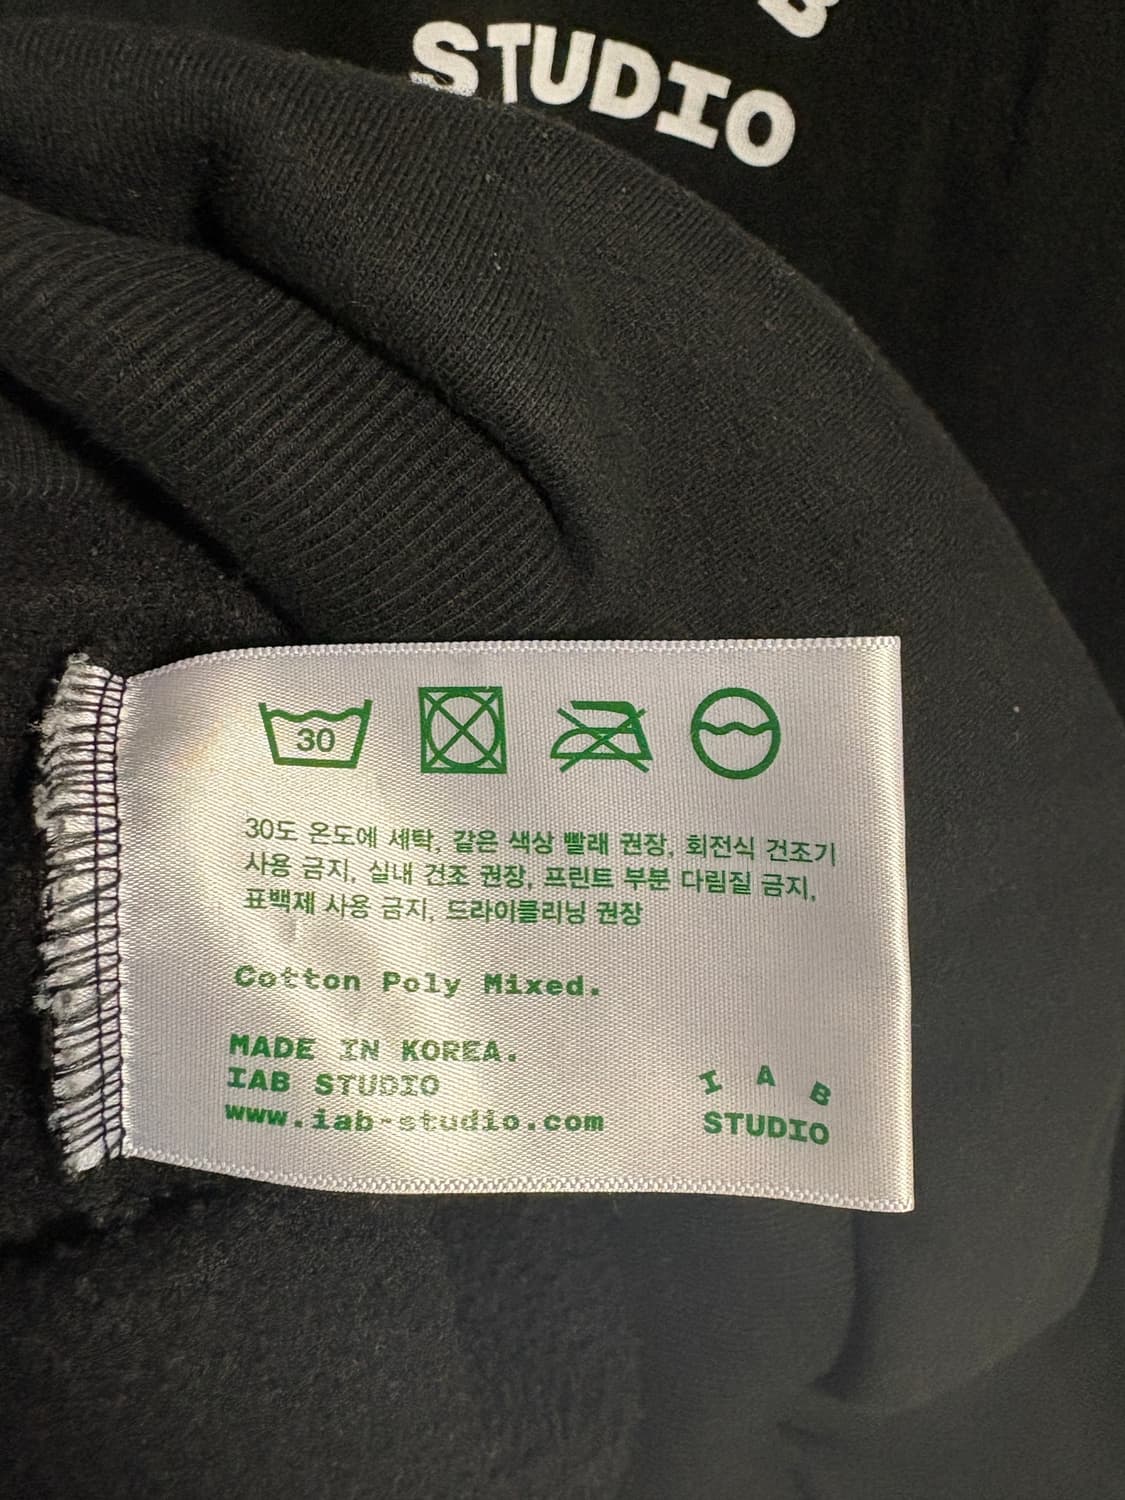 B
STUDIO
30
30도 온도에 세탁, 같은 색상 빨래 권장, 회전식 건조기
사용 금지, 실내 건조 권장, 프린트 부분 다림질 금지,
표백제 사용 금지, 드라이클리닝 권장
Cotton Poly Mixed.
MADE IN KOREA.
IAB STUDIO
www.iab-studio.com
I A B
STUDIO